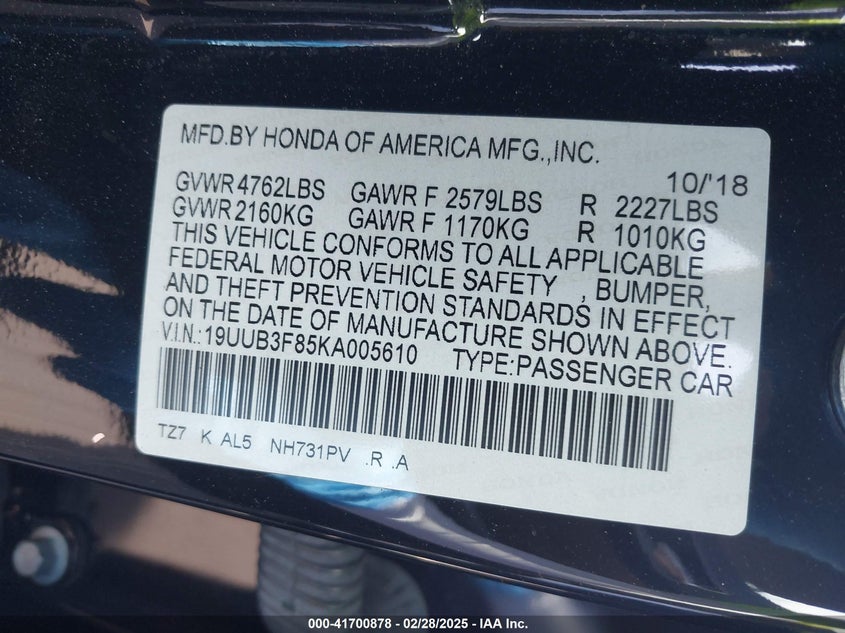 MFD.BY HONDA OF AMERICA MFG.,INC.
10/'18
GVWR 4762LBS GAWR F 2579LBS R 2227LBS
GVWR 2160KG GAWR F 1170KG R 1010KG
THIS VEHICLE CONFORMS TO ALL APPLICABLE
FEDERAL MOTOR VEHICLE SAFETY , BUMPER,
AND THEFT PREVENTION STANDARDS IN EFFECT
ON THE DATE OF MANUFACTURE SHOWN ABOVE.
V.I.N.:19UUB3F85KA005610 TYPE:PASSENGER CAR
TZ7 K AL5 NH731PV .R .A
000-41700878 - 02/28/2025 - IAA Inc.